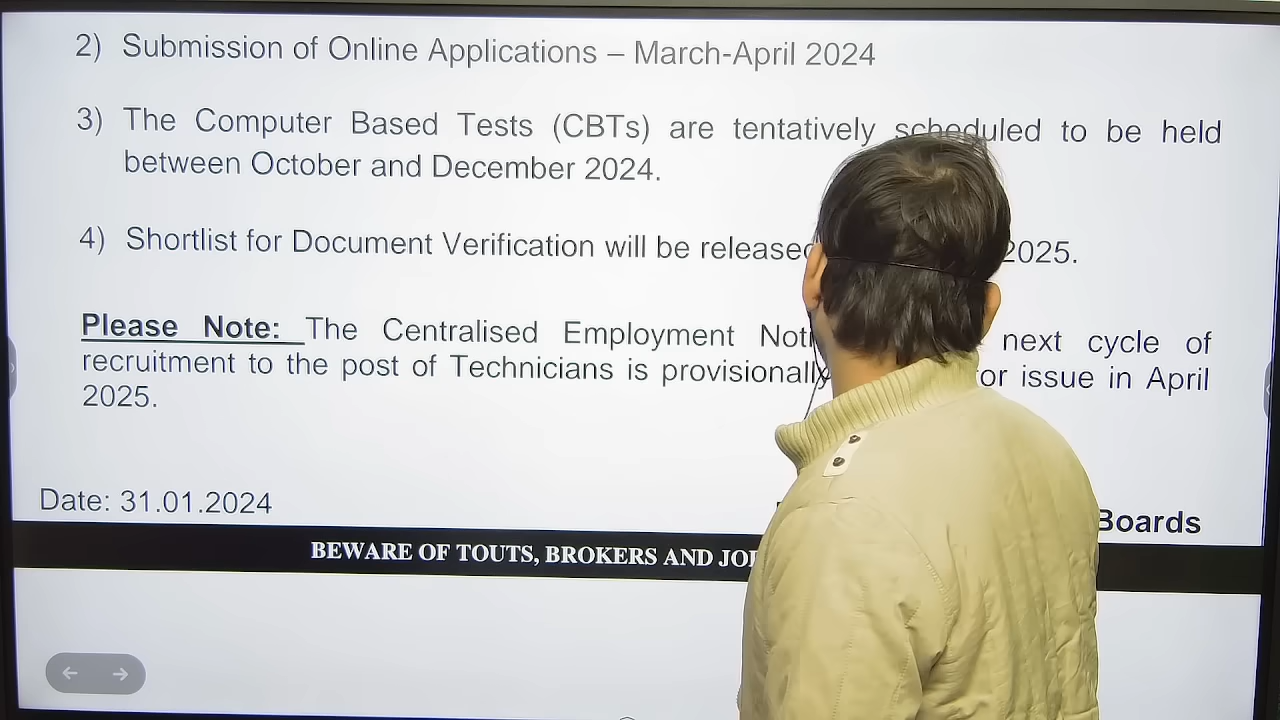 2) Submission of Online Applications – March-April 2024
3) The Computer Based Tests (CBTs) are tentatively scheduled to be held
between October and December 2024.
4) Shortlist for Document Verification will be released 2025.
Please Note: The Centralised Employment next cycle of
recruitment to the post of Technicians is provisionally issue in April
2025.
Date: 31.01.2024
Boards
BEWARE OF TOUTS, BROKERS AND